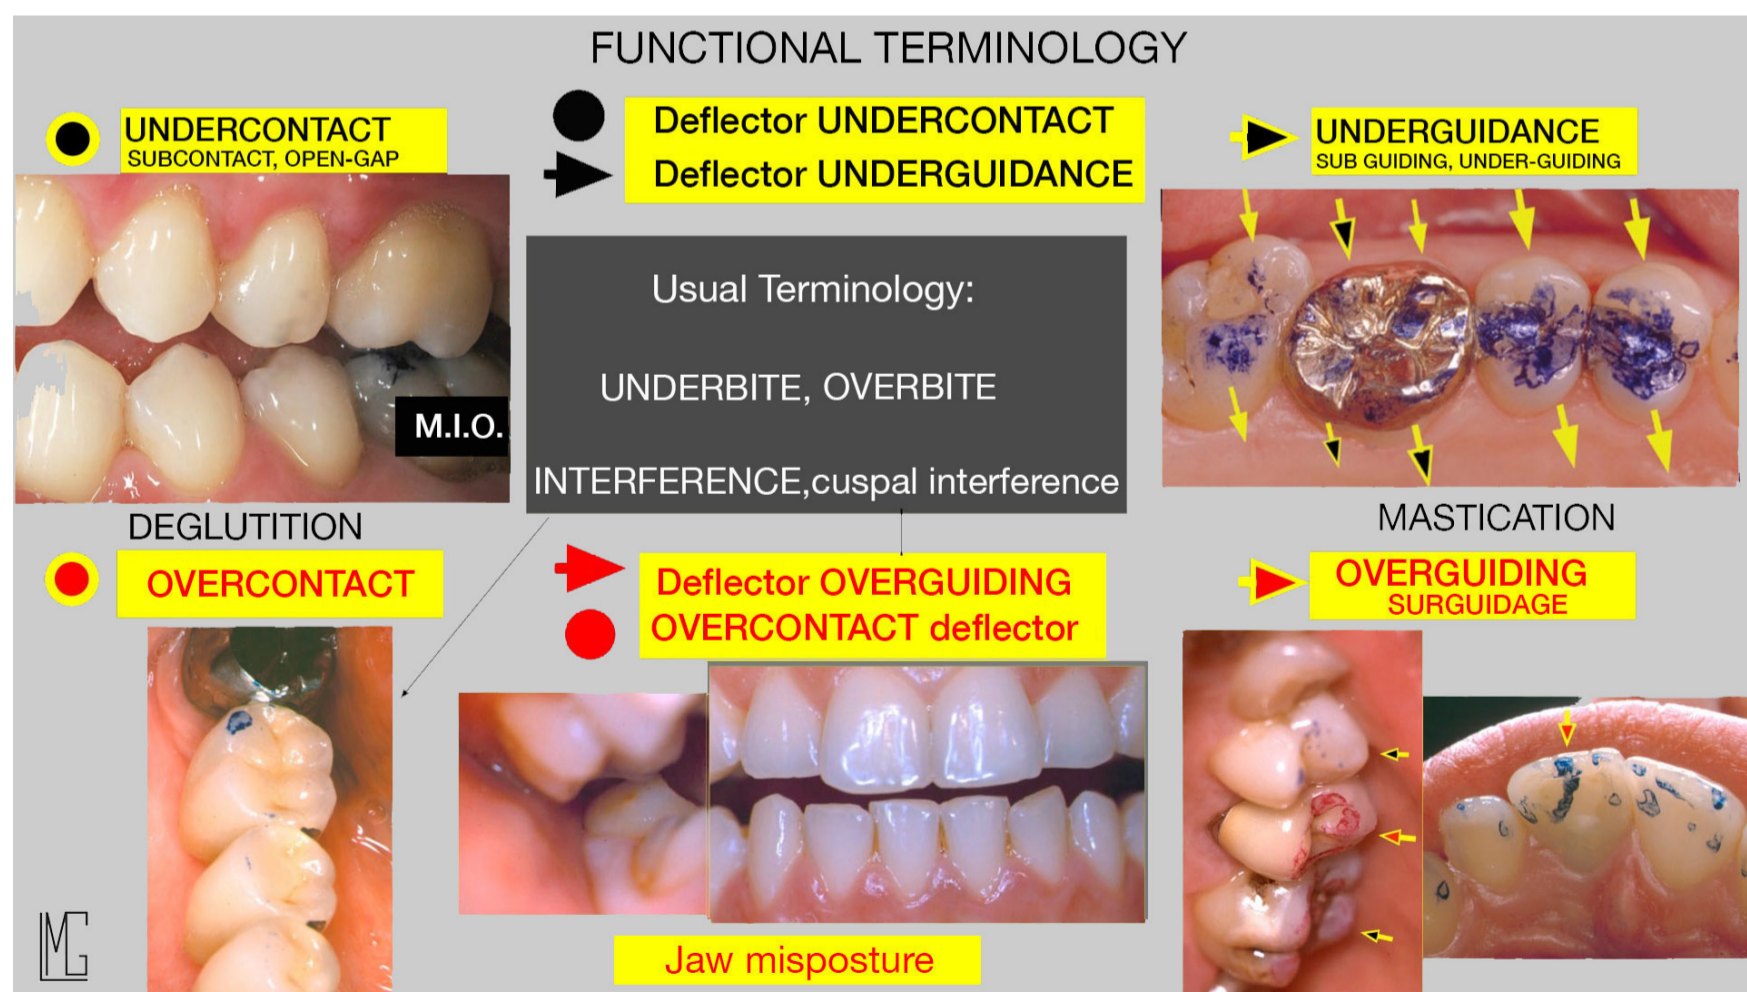 FUNCTIONAL TERMINOLOGY
UNDERCONTACT
SUBCONTACT, OPEN-GAP
Deflector UNDERCONTACT
Deflector UNDERGUIDANCE
UNDERGUIDANCE
SUB GUIDING, UNDER-GUIDING
Usual Terminology:
UNDERBITE, OVERBITE
INTERFERENCE,cuspal interference
M.I.O.
DEGLUTITION
MASTICATION
OVERCONTACT
Deflector OVERGUIDING
OVERCONTACT deflector
OVERGUIDING
SURGUIDAGE
Jaw misposture
LMG